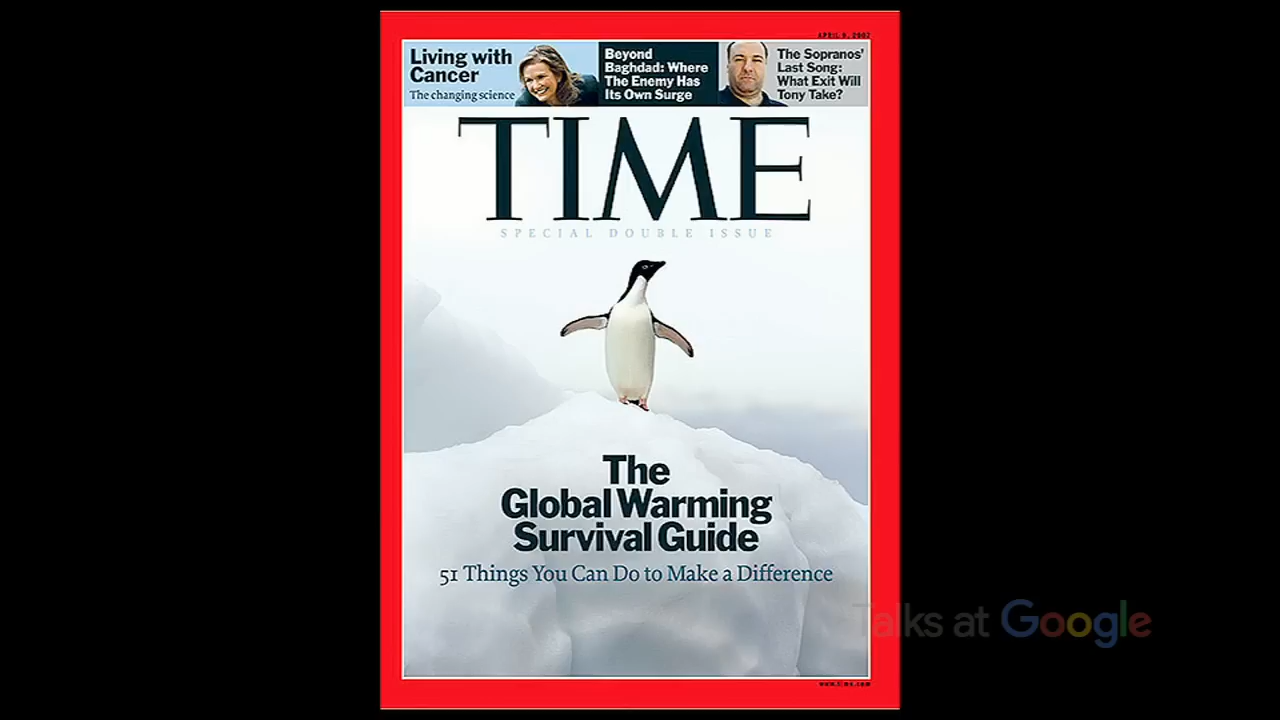 APRIL 9, 2007
Living with
Cancer
The changing science
Beyond
Baghdad: Where
The Enemy Has
Its Own Surge
The Sopranos'
Last Song:
What Exit Will
Tony Take?
TIME
SPECIAL DOUBLE ISSUE
The
Global Warming
Survival Guide
51 Things You Can Do to Make a Difference
Talks at Google
www.time.com